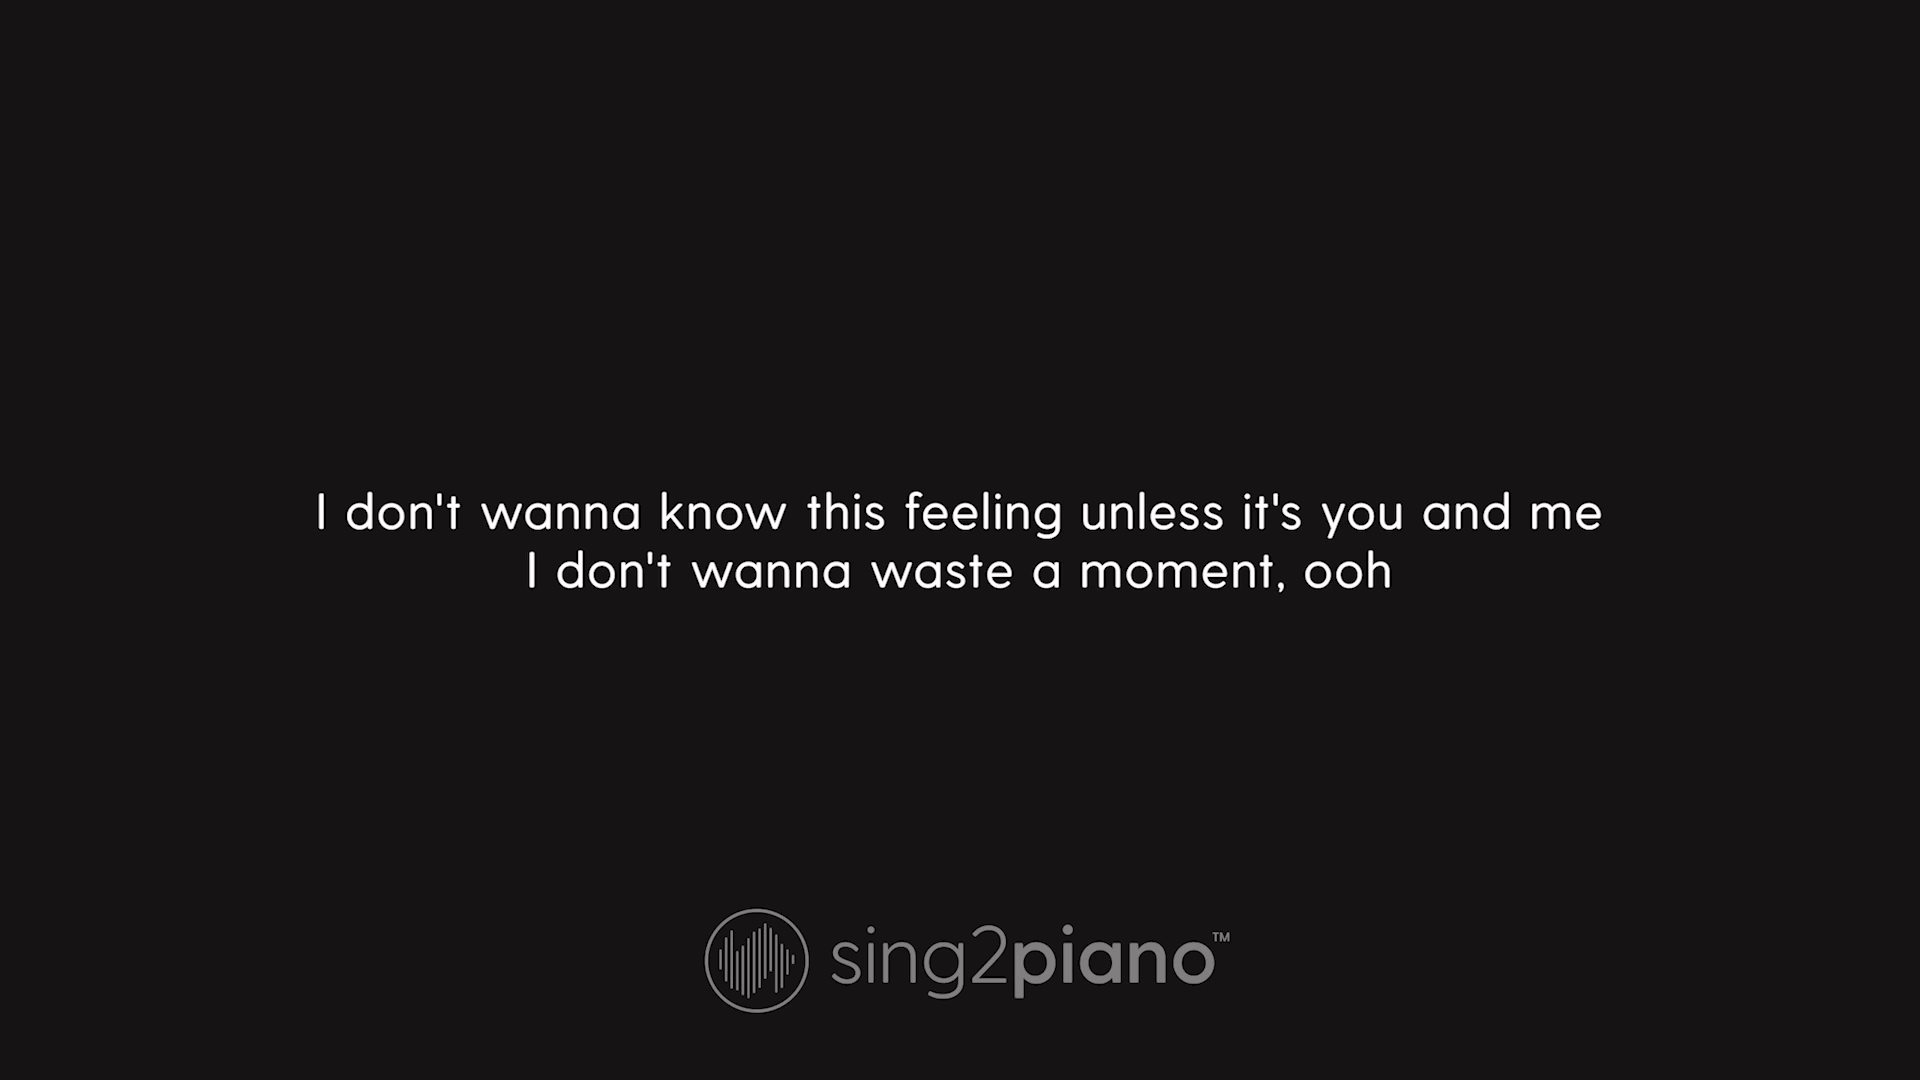 I don't wanna know this feeling unless it's you and me
I don't wanna waste a moment, ooh
sing2piano™